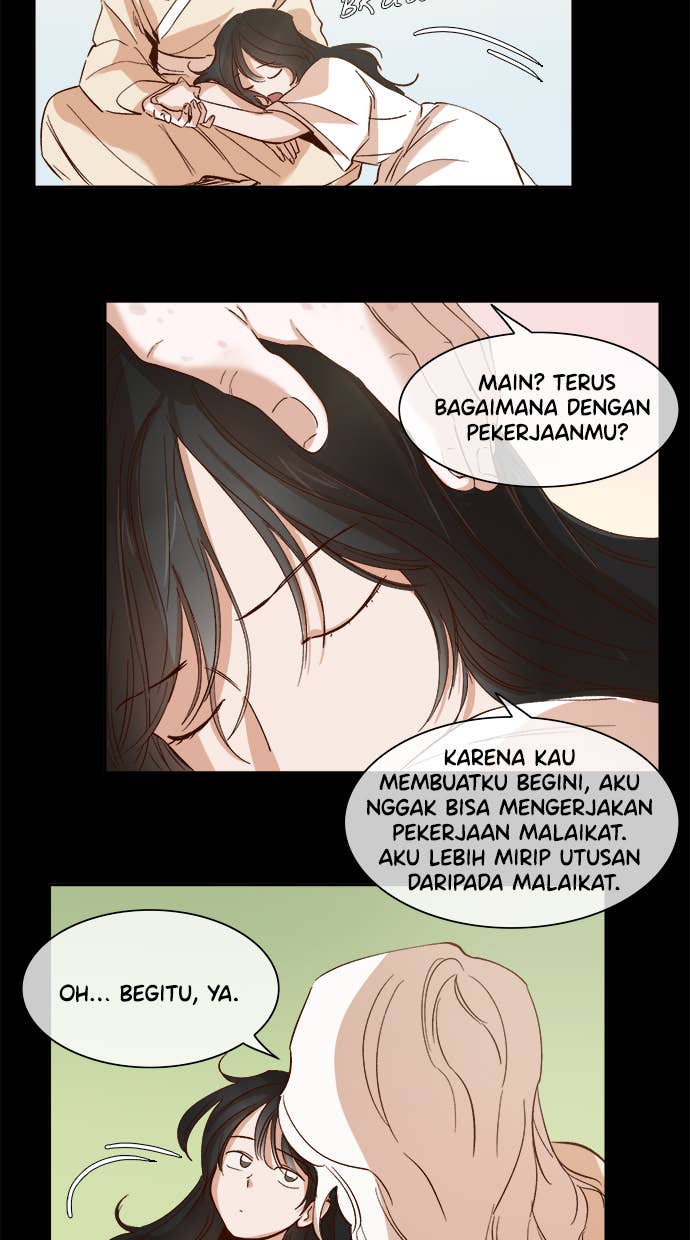 MAIN? TERUS
BAGAIMANA DENGAN
PEKERJAANMU?
KARENA KAU
MEMBUATKU BEGINI, AKU
NGGAK BISA MENGERJAKAN
PEKERJAAN MALAIKAT.
AKU LEBIH MIRIP UTUSAN
DARIPADA MALAIKAT.
OH... BEGITU, YA.